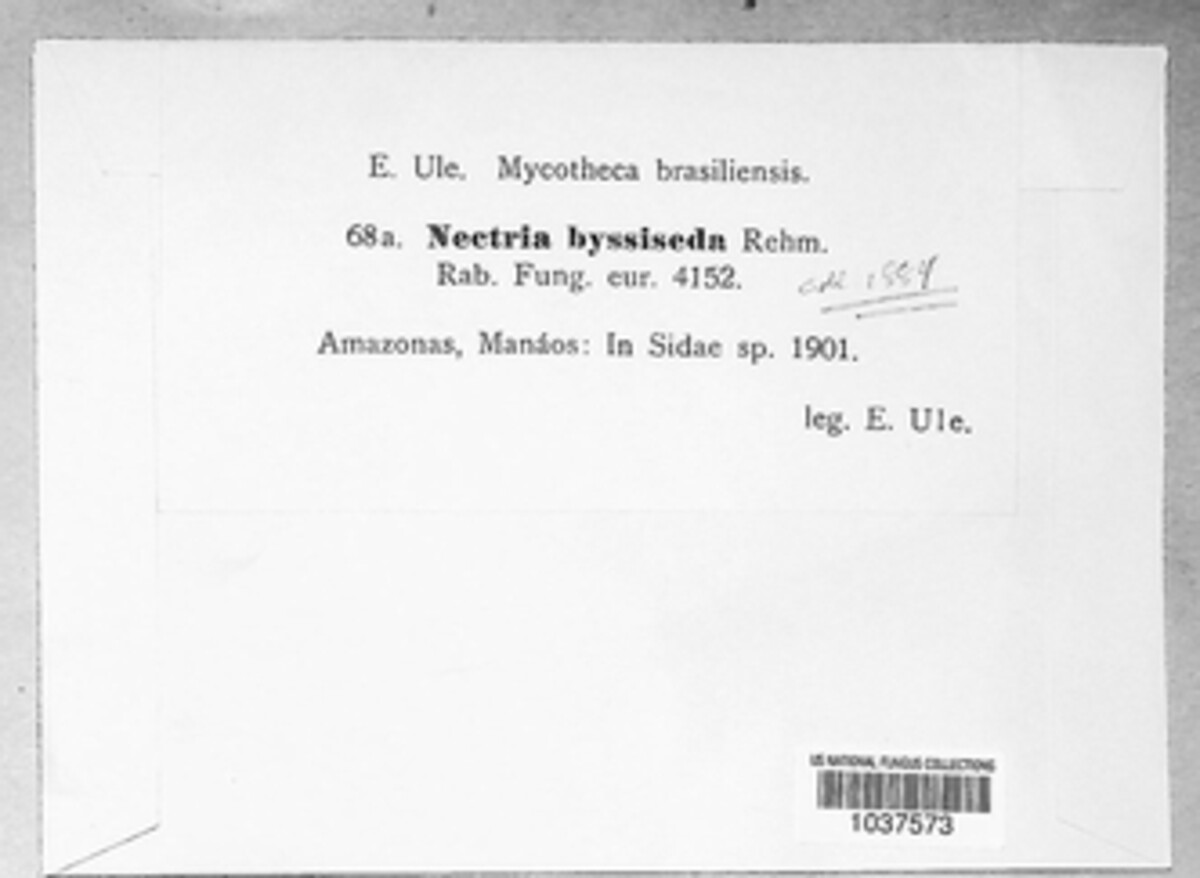 E. Ule. Mycotheca brasiliensis.
68a. Nectria byssiseda Rehm.
Rab. Fung. eur. 4152.
Amazonas, Manáos: In Sidae sp. 1901.
leg. E. Ule.
US NATIONAL FUNGUS COLLECTIONS
1037573